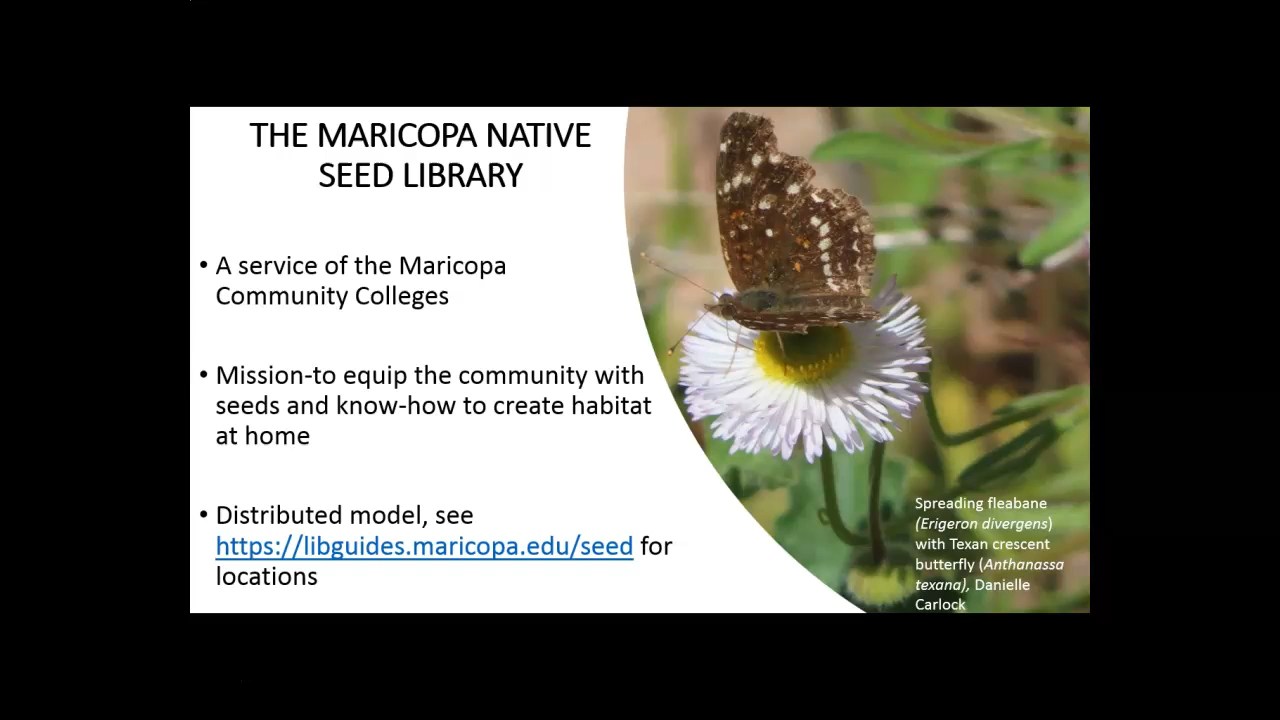 THE MARICOPA NATIVE
SEED LIBRARY
• A service of the Maricopa
Community Colleges
• Mission-to equip the community with
seeds and know-how to create habitat
at home
• Distributed model, see
https://libguides.maricopa.edu/seed for
locations
Spreading fleabane
(Erigeron divergens)
with Texan crescent
butterfly (Anthanassa
texana), Danielle
Carlock